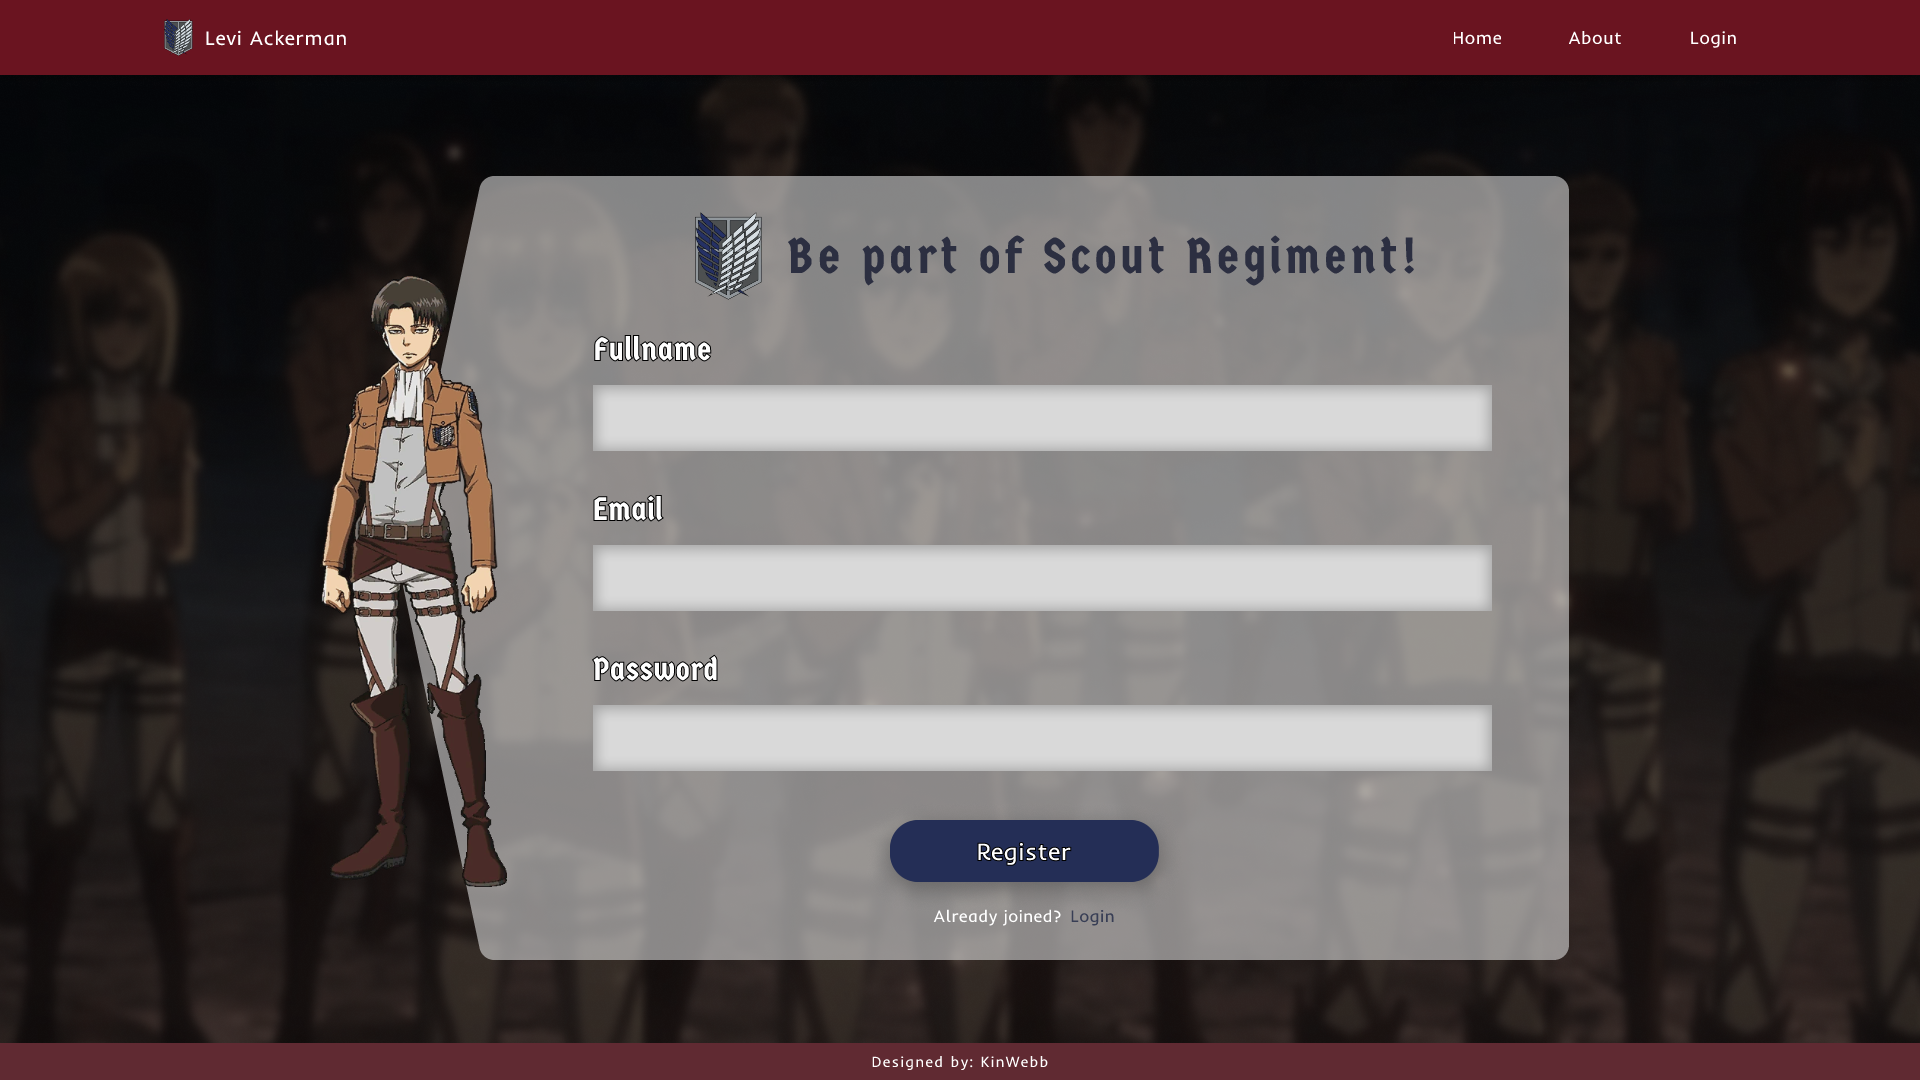 Levi Ackerman
Home About Login
Be part of Scout Regiment!
Fullname
Email
Password
Register
Already joined? Login
Designed by: KinWebb